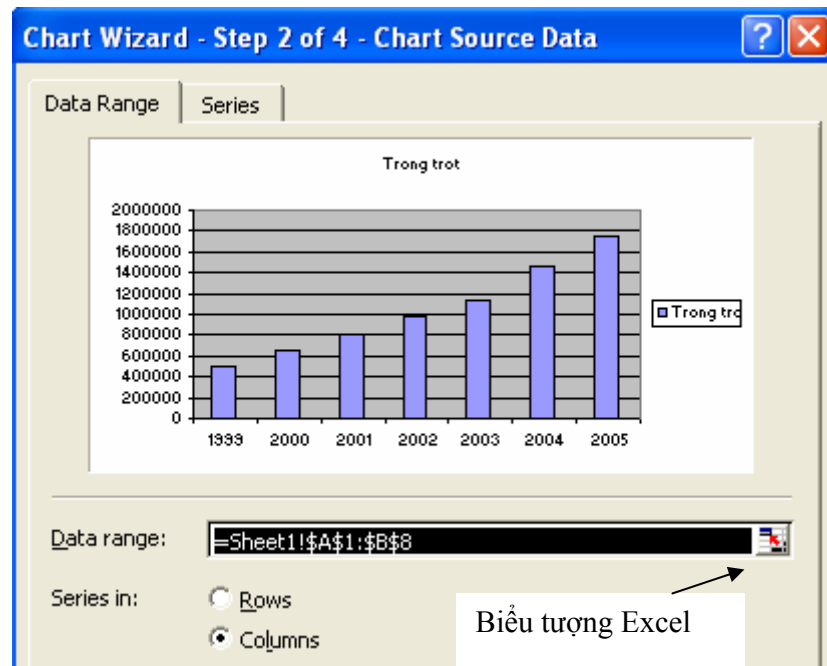 Chart Wizard - Step 2 of 4 - Chart Source Data
Data Range
Series
Trong trot
2000000
1800000
1600000
1400000
1200000
1000000
800000
600000
400000
200000
0
1999 2000 2001 2002 2003 2004 2005
Trong tro
Data range:
=Sheet1!$A$1:$B$8
Series in:
Rows
Columns
Biểu tượng Excel